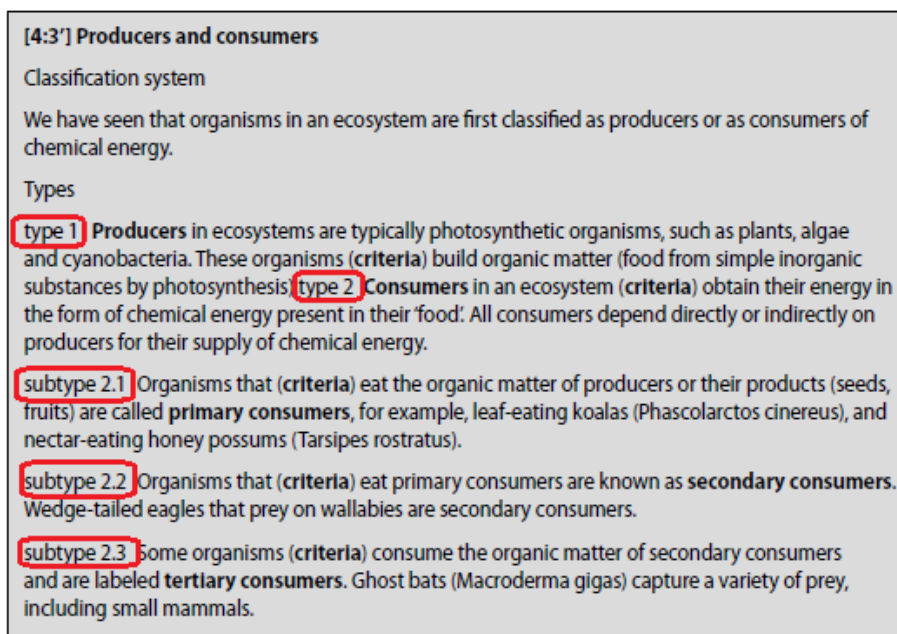 [4:3'] Producers and consumers
Classification system
We have seen that organisms in an ecosystem are first classified as producers or as consumers of
chemical energy.
Types
type 1 Producers in ecosystems are typically photosynthetic organisms, such as plants, algae
and cyanobacteria. These organisms (criteria) build organic matter (food from simple inorganic
substances by photosynthesis) type 2 Consumers in an ecosystem (criteria) obtain their energy in
the form of chemical energy present in their 'food'. All consumers depend directly or indirectly on
producers for their supply of chemical energy.
subtype 2.1 Organisms that (criteria) eat the organic matter of producers or their products (seeds,
fruits) are called primary consumers, for example, leaf-eating koalas (Phascolarctos cinereus), and
nectar-eating honey possums (Tarsipes rostratus).
subtype 2.2 Organisms that (criteria) eat primary consumers are known as secondary consumers.
Wedge-tailed eagles that prey on wallabies are secondary consumers.
subtype 2.3 Some organisms (criteria) consume the organic matter of secondary consumers
and are labeled tertiary consumers. Ghost bats (Macroderma gigas) capture a variety of prey,
including small mammals.